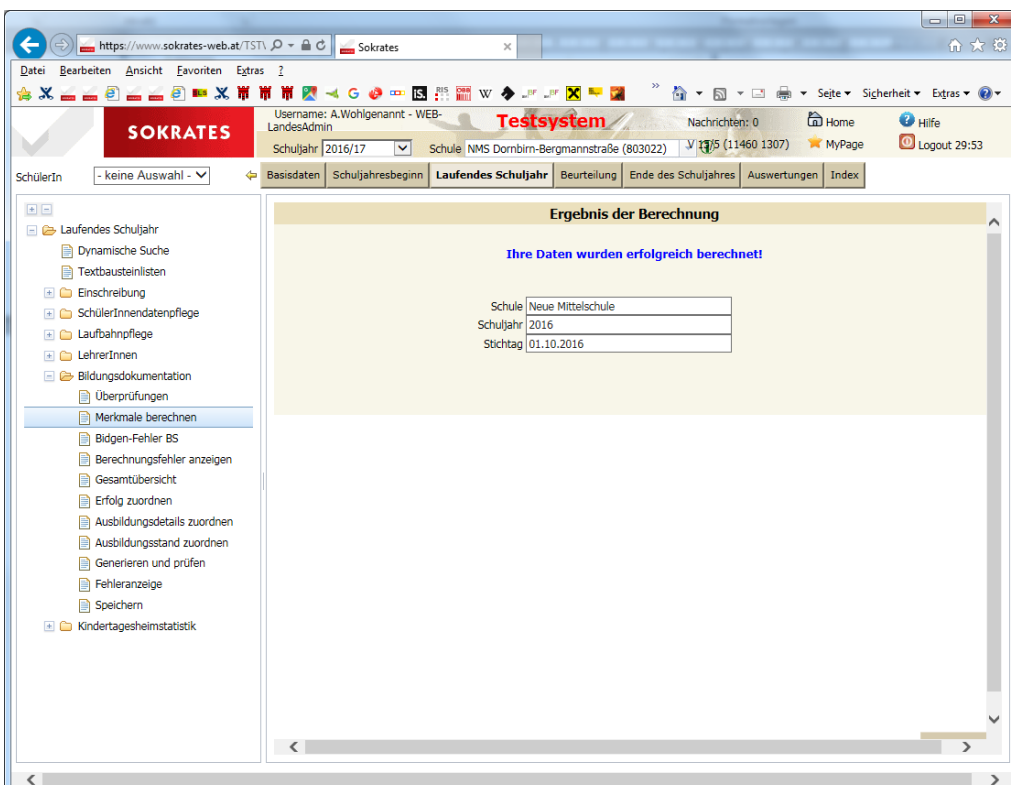 https://www.sokrates-web.at/TST\
Sokrates
Datei Bearbeiten Ansicht Favoriten Extras ?
Seite Sicherheit Extras
SOKRATES
Username: A.Wohlgenannt - WEB-LandesAdmin
Testsystem
Nachrichten: 0
Home
Hilfe
Schuljahr 2016/17
Schule NMS Dornbirn-Bergmannstraße (803022)
(11460 1307)
MyPage
Logout 29:53
SchülerIn - keine Auswahl -
Basisdaten Schuljahresbeginn Laufendes Schuljahr Beurteilung Ende des Schuljahres Auswertungen Index
Laufendes Schuljahr
Dynamische Suche
Textbausteinlisten
Einschreibung
SchülerInnendatenpflege
Laufbahnpflege
LehrerInnen
Bildungsdokumentation
Überprüfungen
Merkmale berechnen
Bidgen-Fehler BS
Berechnungsfehler anzeigen
Gesamtübersicht
Erfolg zuordnen
Ausbildungsdetails zuordnen
Ausbildungsstand zuordnen
Generieren und prüfen
Fehleranzeige
Speichern
Kindertagesheimstatistik
Ergebnis der Berechnung
Ihre Daten wurden erfolgreich berechnet!
Schule Neue Mittelschule
Schuljahr 2016
Stichtag 01.10.2016